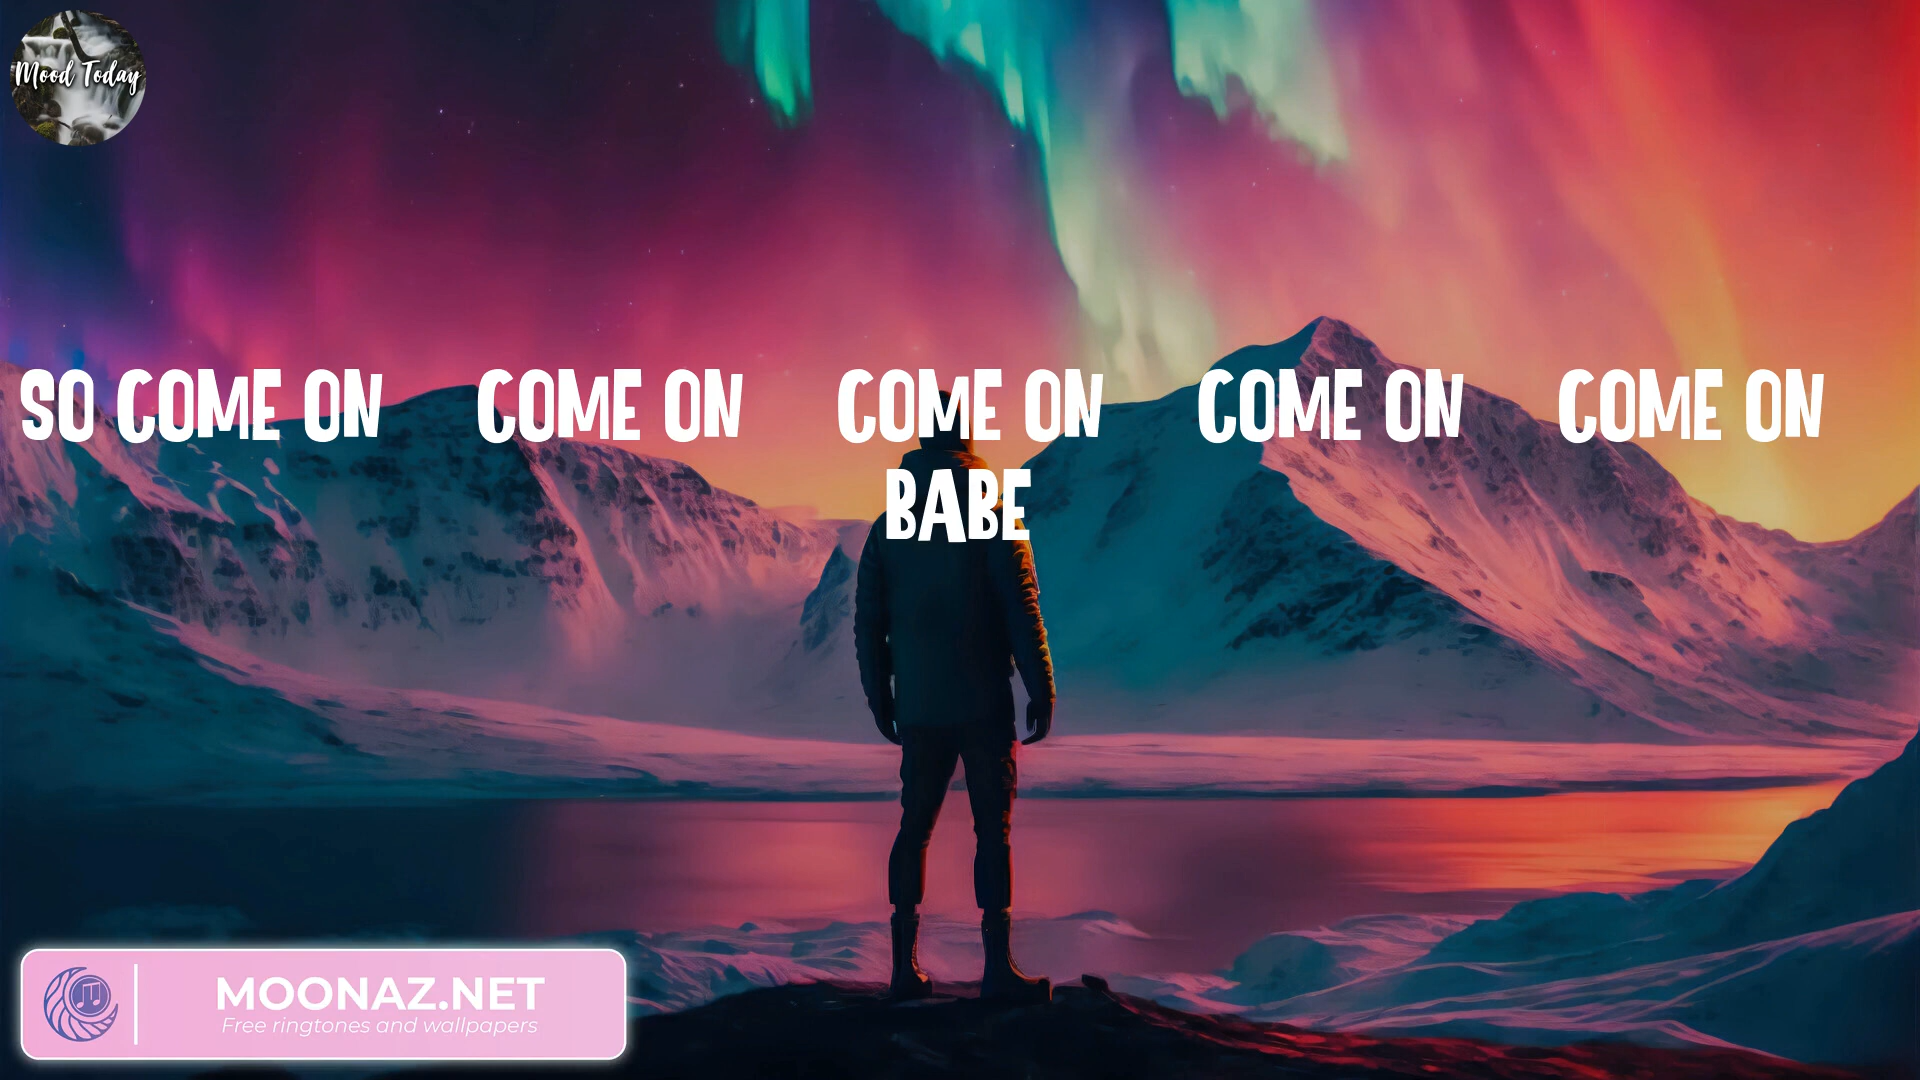 Mood Today
SO COME ON COME ON COME ON COME ON COME ON
BABE
MOONAZ.NET
Free ringtones and wallpapers